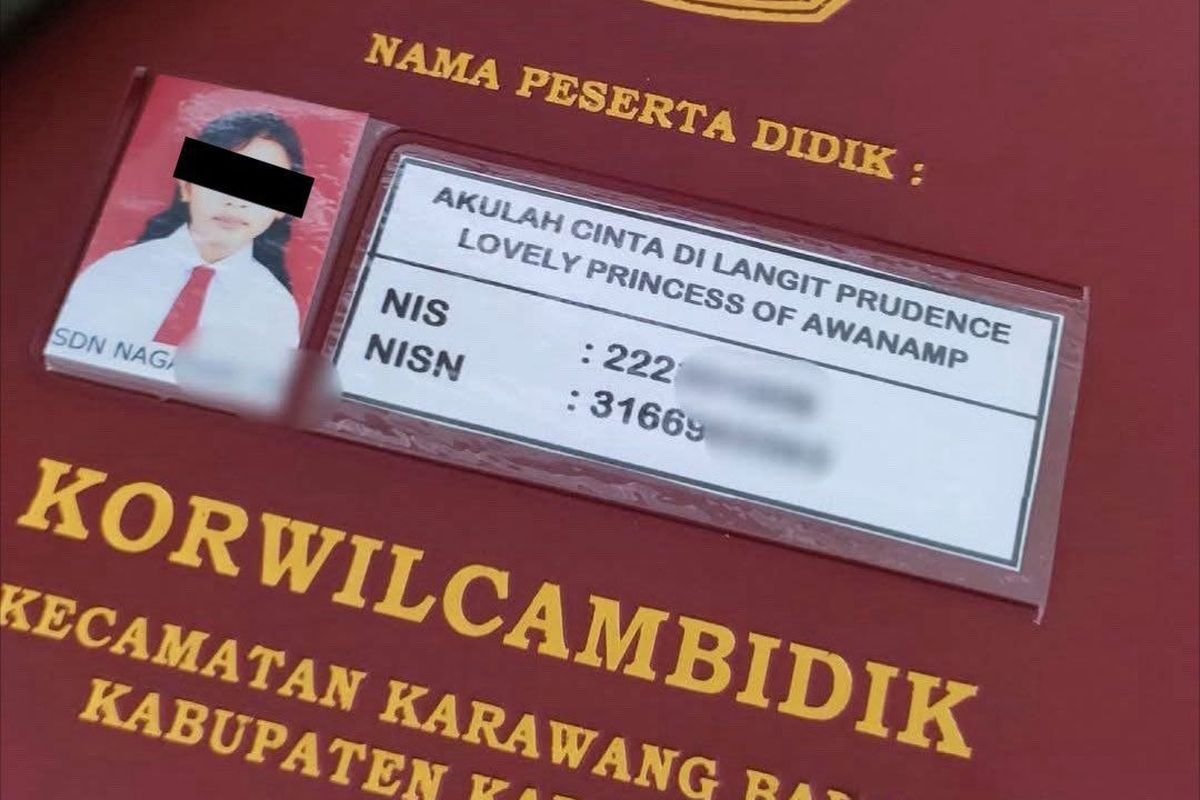 NAMA PESERTA DIDIK :
AKULAH CINTA DI LANGIT PRUDENCE
LOVELY PRINCESS OF AWANAMP
NIS : 222
NISN : 31669
SDN
KORWILCAMBIDIK
KECAMATAN KARAWANG
KABUPATEN